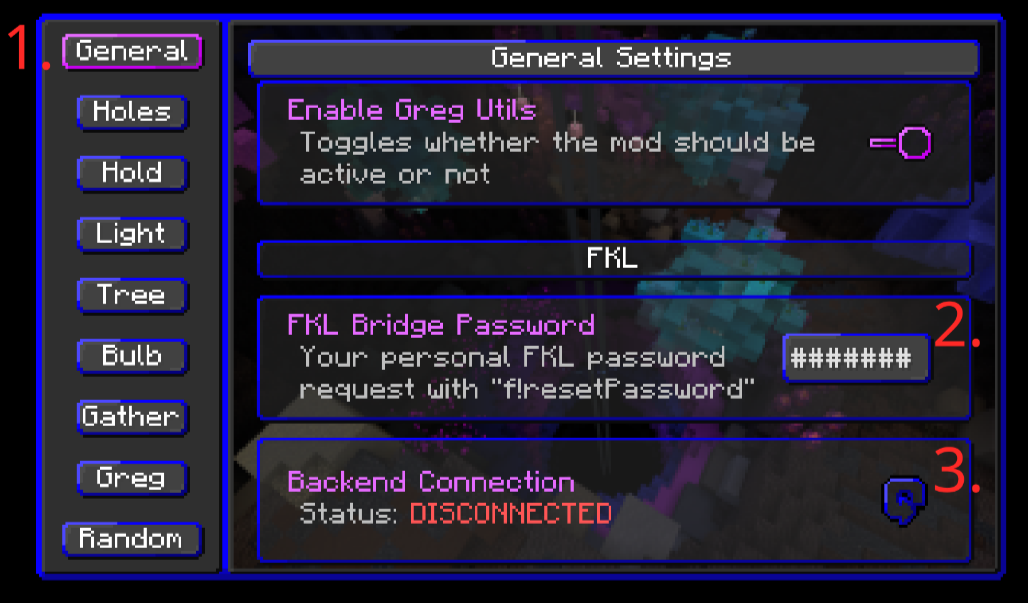 1.
General
Holes
Hold
Light
Tree
Bulb
Gather
Greg
Random
General Settings
Enable Greg Utils
Toggles whether the mod should be
active or not
FKL
FKL Bridge Password
Your personal FKL password
request with "f!resetPassword"
#######
2.
Backend Connection
Status: DISCONNECTED
3.